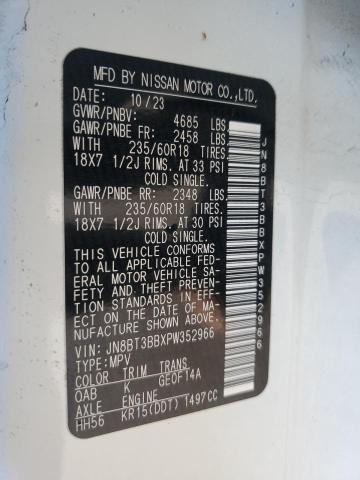 MFD BY NISSAN MOTOR CO.,LTD.
DATE: 10/23
GVWR/PNBV: 4685 LBS.
GAWR/PNBE FR: 2458 LBS.
WITH 235/60R18 TIRES.
18X7 1/2J RIMS. AT 33 PSI
COLD SINGLE.
GAWR/PNBE RR: 2348 LBS.
WITH 235/60R18 TIRES.
18X7 1/2J RIMS. AT 30 PSI
COLD SINGLE.
THIS VEHICLE CONFORMS
TO ALL APPLICABLE FED-
ERAL MOTOR VEHICLE SA-
FETY AND THEFT PREVEN-
TION STANDARDS IN EFF-
ECT ON THE DATE OF MA-
NUFACTURE SHOWN ABOVE.
VIN: JN8BT3BBXPW352966
TYPE:MPV
COLOR TRIM TRANS
QAB K GE0F14A
AXLE ENGINE
HH56 KR15(DDT) 1497CC
JN8BT3BBXPW352966